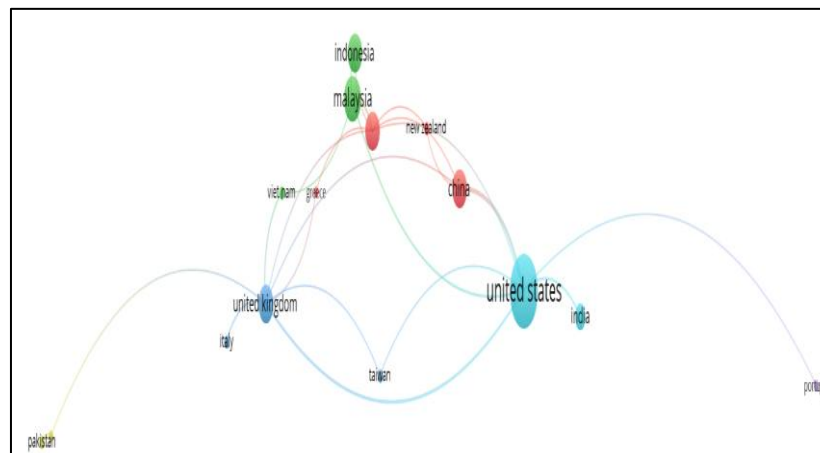 indonesia
malaysia
new zealand
china
vietnam
greece
united states
united kingdom
india
italy
taiwan
pakistan